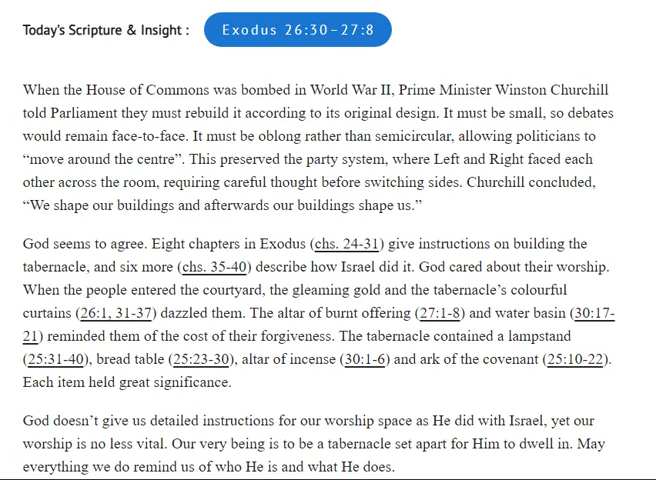 Today's Scripture & Insight :
Exodus 26:30–27:8
When the House of Commons was bombed in World War II, Prime Minister Winston Churchill
told Parliament they must rebuild it according to its original design. It must be small, so debates
would remain face-to-face. It must be oblong rather than semicircular, allowing politicians to
“move around the centre”. This preserved the party system, where Left and Right faced each
other across the room, requiring careful thought before switching sides. Churchill concluded,
“We shape our buildings and afterwards our buildings shape us.”
God seems to agree. Eight chapters in Exodus (chs. 24-31) give instructions on building the
tabernacle, and six more (chs. 35-40) describe how Israel did it. God cared about their worship.
When the people entered the courtyard, the gleaming gold and the tabernacle’s colourful
curtains (26:1, 31-37) dazzled them. The altar of burnt offering (27:1-8) and water basin (30:17-
21) reminded them of the cost of their forgiveness. The tabernacle contained a lampstand
(25:31-40), bread table (25:23-30), altar of incense (30:1-6) and ark of the covenant (25:10-22).
Each item held great significance.
God doesn’t give us detailed instructions for our worship space as He did with Israel, yet our
worship is no less vital. Our very being is to be a tabernacle set apart for Him to dwell in. May
everything we do remind us of who He is and what He does.